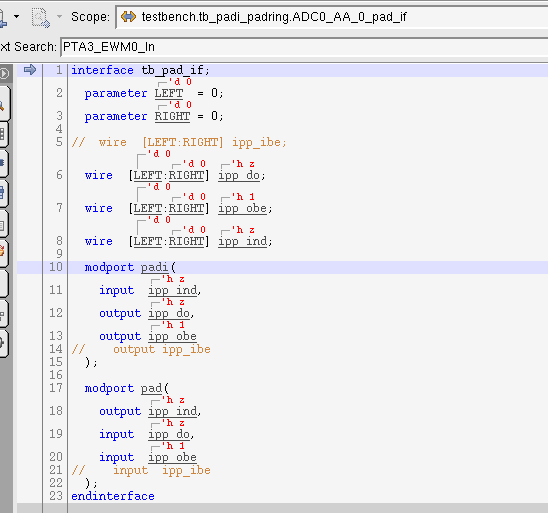 Scope: testbench.tb_padi_padring.ADC0_AA_0_pad_if
xt Search: PTA3_EWM0_In
1 interface tb_pad_if;
'd 0
2 parameter LEFT = 0;
'd 0
3 parameter RIGHT = 0;
4
5 // wire [LEFT:RIGHT] ipp_ibe;
'd 0
'd 0 'h z
6 wire [LEFT:RIGHT] ipp_do;
'd 0
'd 0 'h 1
7 wire [LEFT:RIGHT] ipp_obe;
'd 0
'd 0 'h z
8 wire [LEFT:RIGHT] ipp_ind;
9
10 modport padi(
'h z
11 input ipp_ind,
'h z
12 output ipp_do,
'h 1
13 output ipp_obe
14 // output ipp_ibe
15 );
16
17 modport pad(
'h z
18 output ipp_ind,
'h z
19 input ipp_do,
'h 1
20 input ipp_obe
21 // input ipp_ibe
22 );
23 endinterface